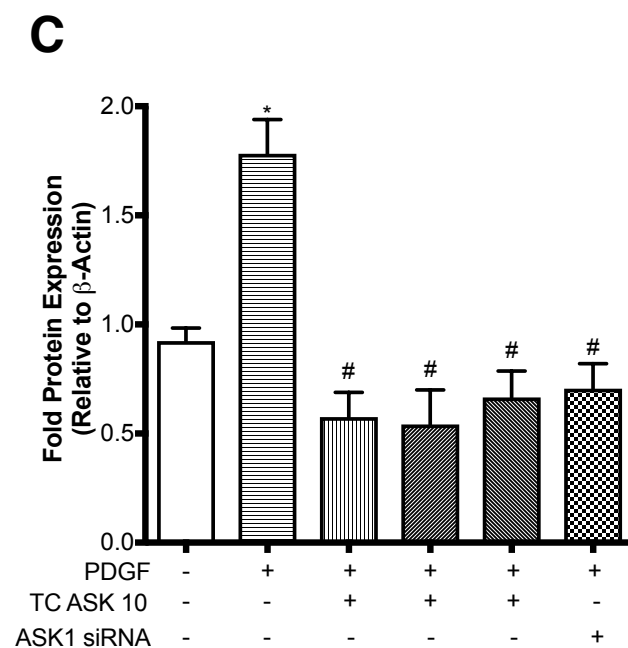 C
Fold Protein Expression
(Relative to β-Actin)
2.0
1.5
1.0
0.5
0.0
*
#
#
#
#
PDGF - + + + + +
TC ASK 10 - - + + + -
ASK1 siRNA - - - - - +